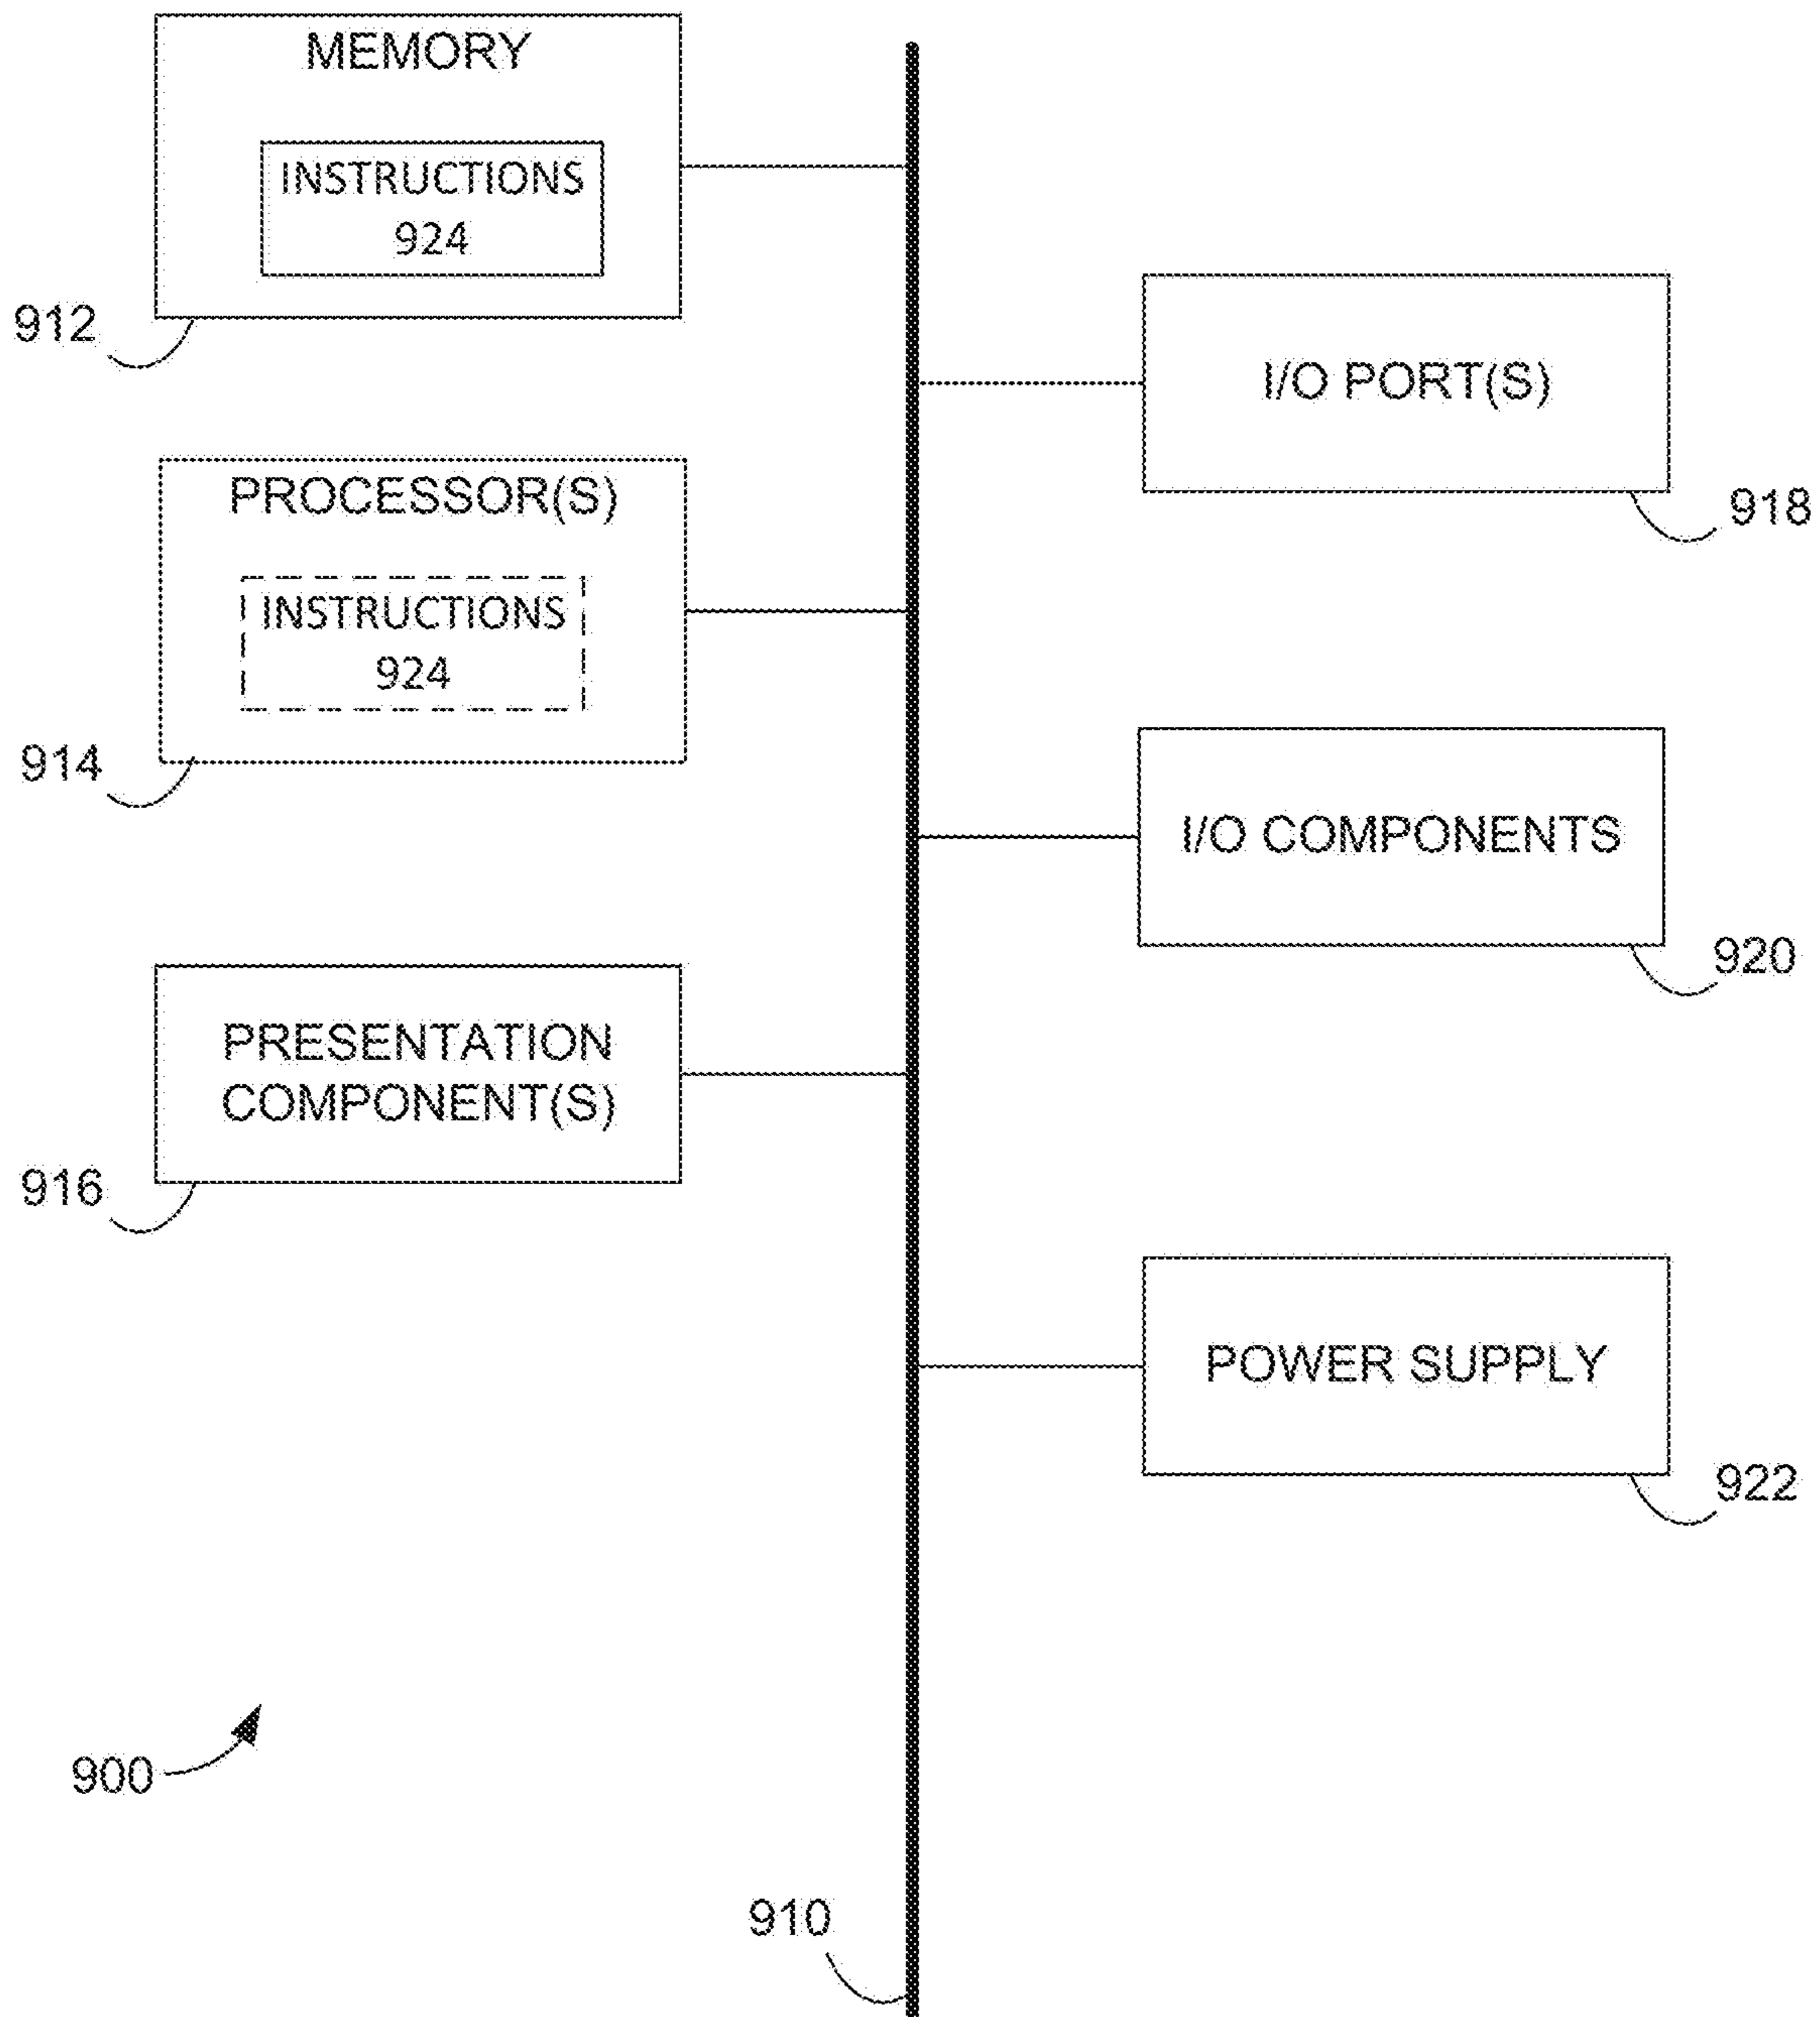 MEMORY
INSTRUCTIONS
924
912
I/O PORT(S)
918
PROCESSOR(S)
INSTRUCTIONS
924
914
I/O COMPONENTS
920
PRESENTATION
COMPONENT(S)
916
POWER SUPPLY
922
900
910